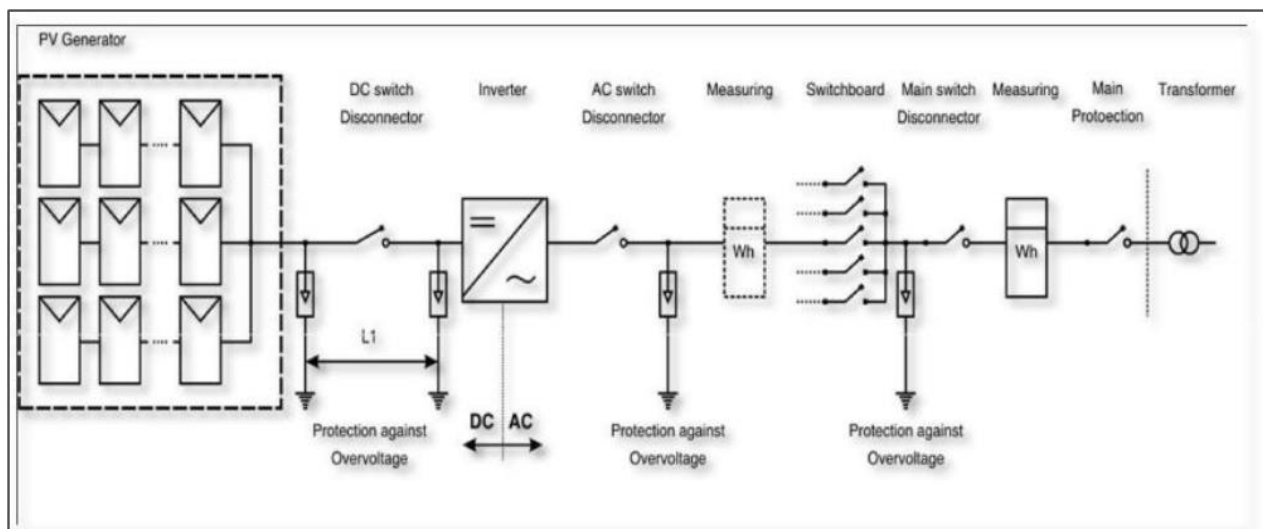 PV Generator
DC switch
Disconnector
Inverter
AC switch
Disconnector
Measuring
Switchboard
Main switch
Disconnector
Measuring
Main
Protoection
Transformer
Wh
Wh
L1
DC
AC
Protection against
Overvoltage
Protection against
Overvoltage
Protection against
Overvoltage